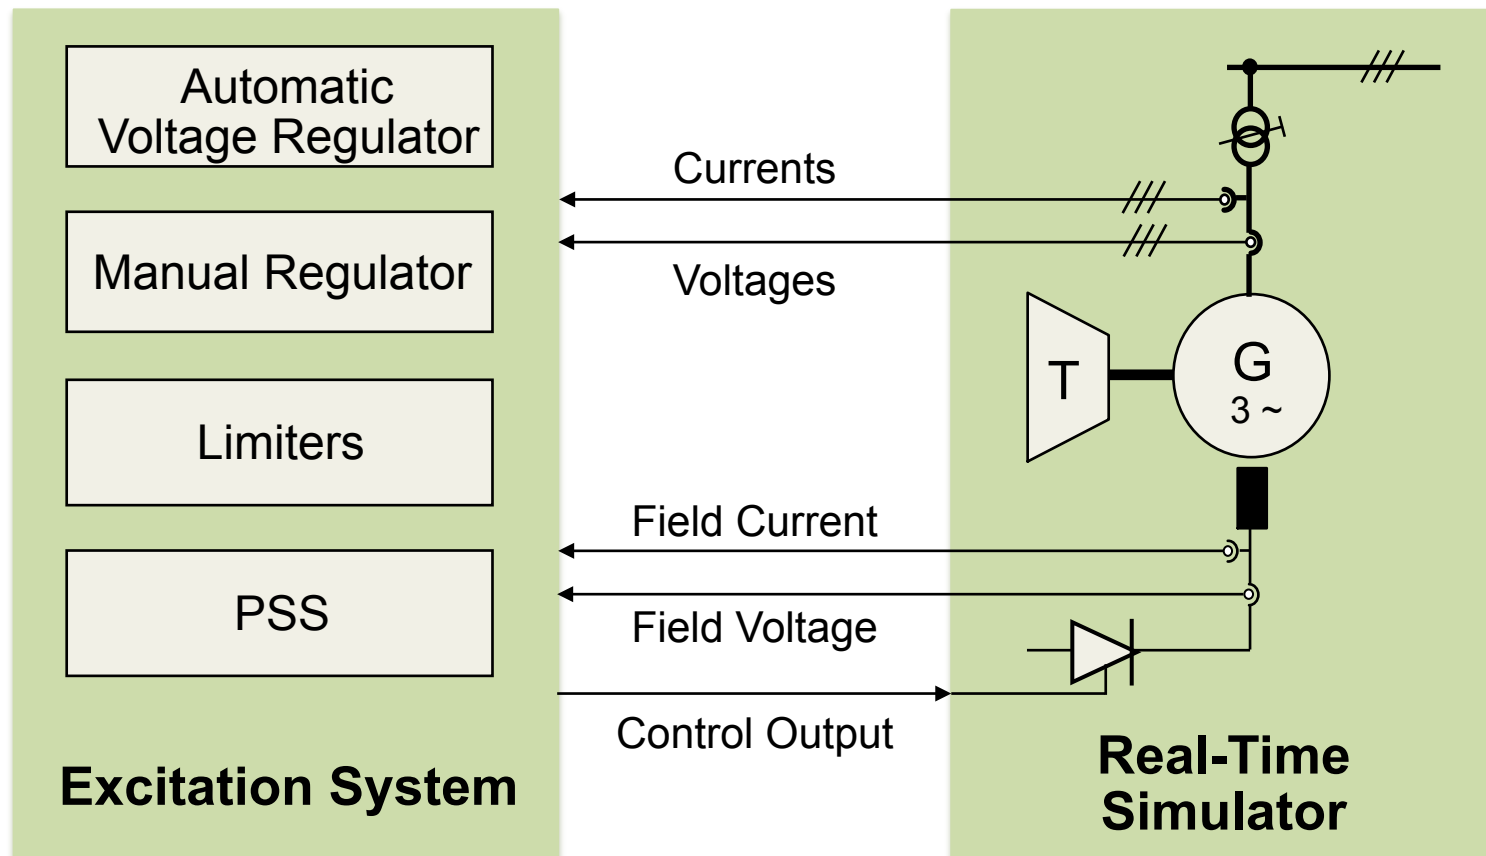 Automatic
Voltage Regulator
Manual Regulator
Limiters
PSS
Excitation System
Currents
Voltages
Field Current
Field Voltage
Control Output
T
G
3 ~
Real-Time
Simulator